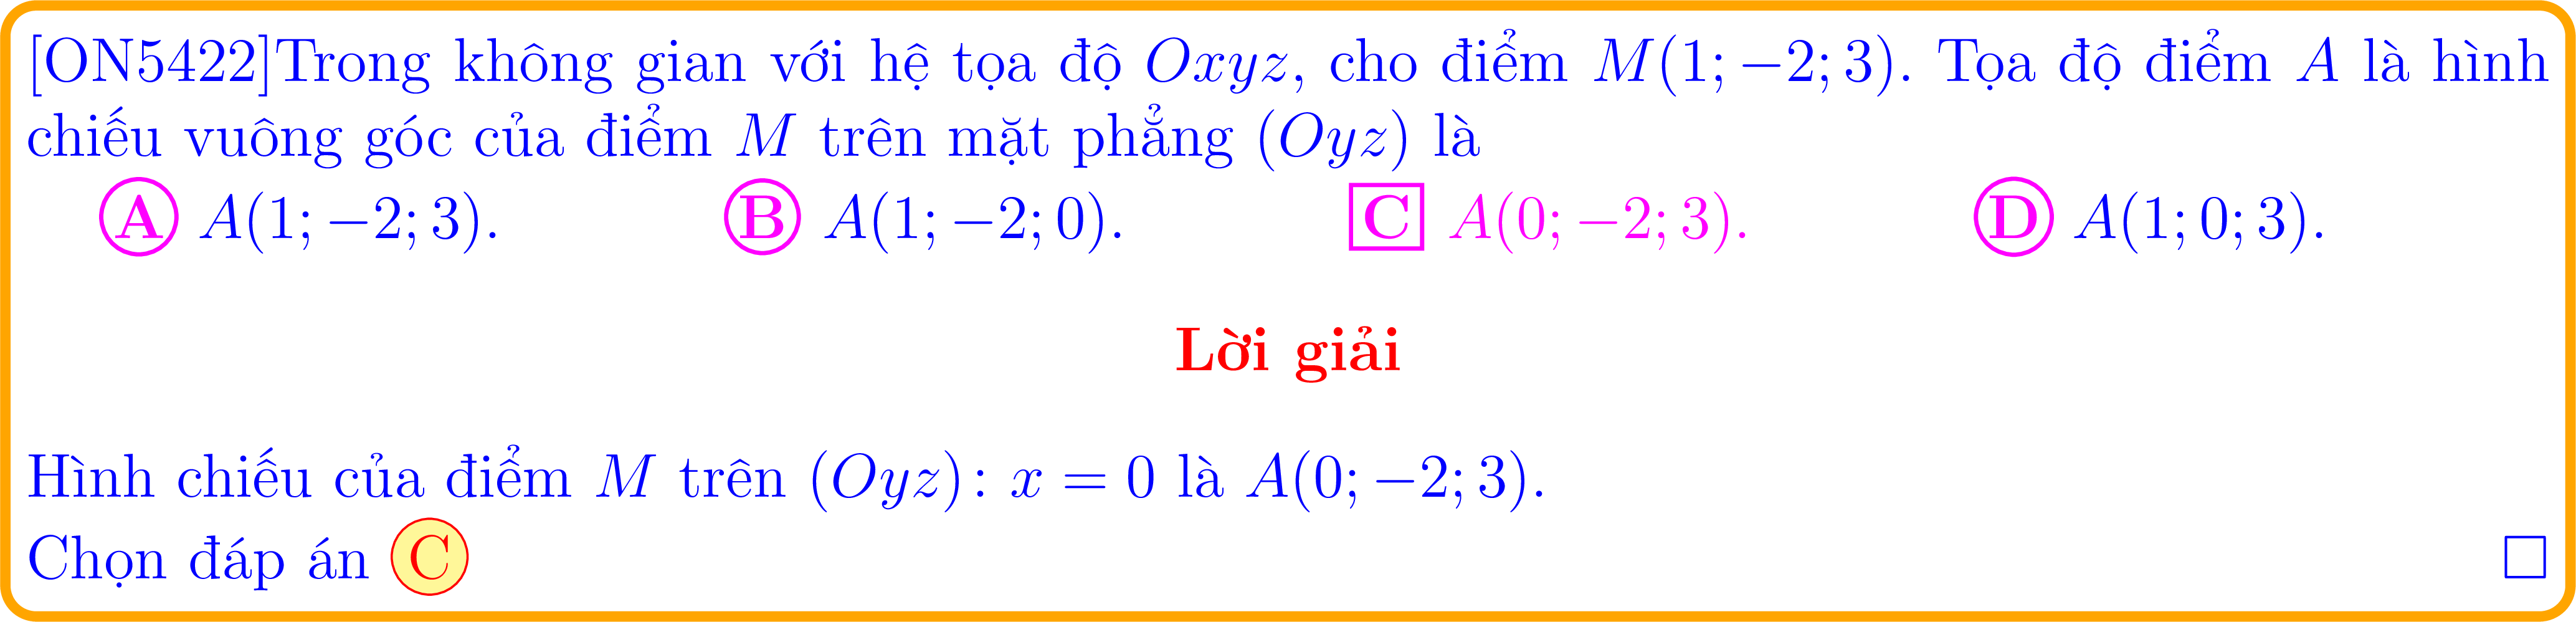 [ON5422]Trong không gian với hệ tọa độ Oxyz, cho điểm M(1; −2; 3). Tọa độ điểm A là hình
chiếu vuông góc của điểm M trên mặt phẳng (Oyz) là
A A(1; −2; 3). B A(1; −2; 0). C A(0; −2; 3). D A(1; 0; 3).
Lời giải
Hình chiếu của điểm M trên (Oyz): x = 0 là A(0; −2; 3).
Chọn đáp án C □